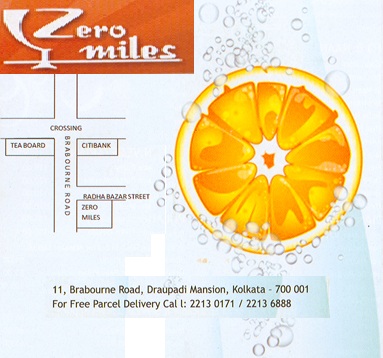 Zero
miles
CROSSING
TEA BOARD
CITIBANK
BRABOURNE ROAD
RADHA BAZAR STREET
ZERO
MILES
11, Brabourne Road, Draupadi Mansion, Kolkata - 700 001
For Free Parcel Delivery Cal l: 2213 0171 / 2213 6888